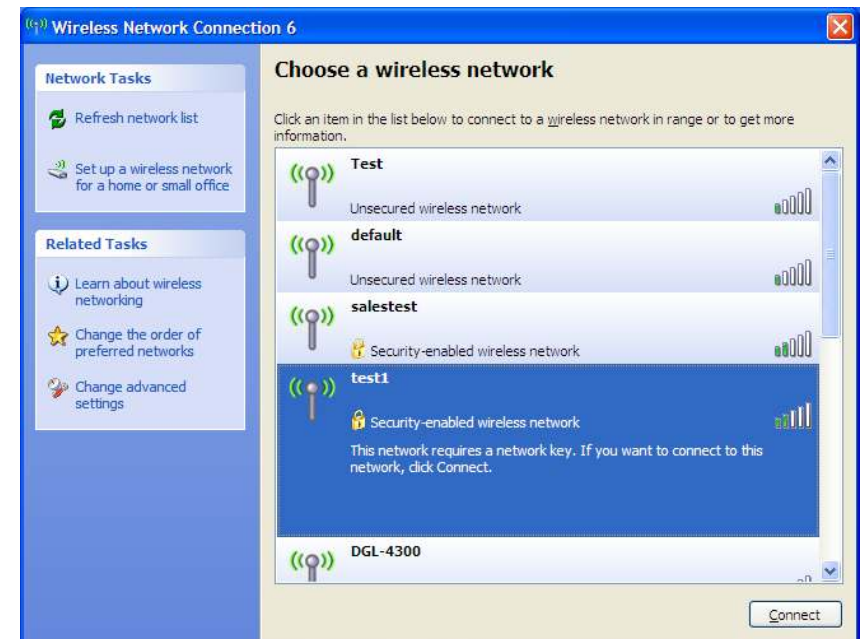 Wireless Network Connection 6
Network Tasks
Refresh network list
Set up a wireless network
for a home or small office
Related Tasks
Learn about wireless
networking
Change the order of
preferred networks
Change advanced
settings
Choose a wireless network
Click an item in the list below to connect to a wireless network in range or to get more
information.
Test
Unsecured wireless network
default
Unsecured wireless network
salestest
Security-enabled wireless network
test1
Security-enabled wireless network
This network requires a network key. If you want to connect to this
network, click Connect.
DGL-4300
Connect